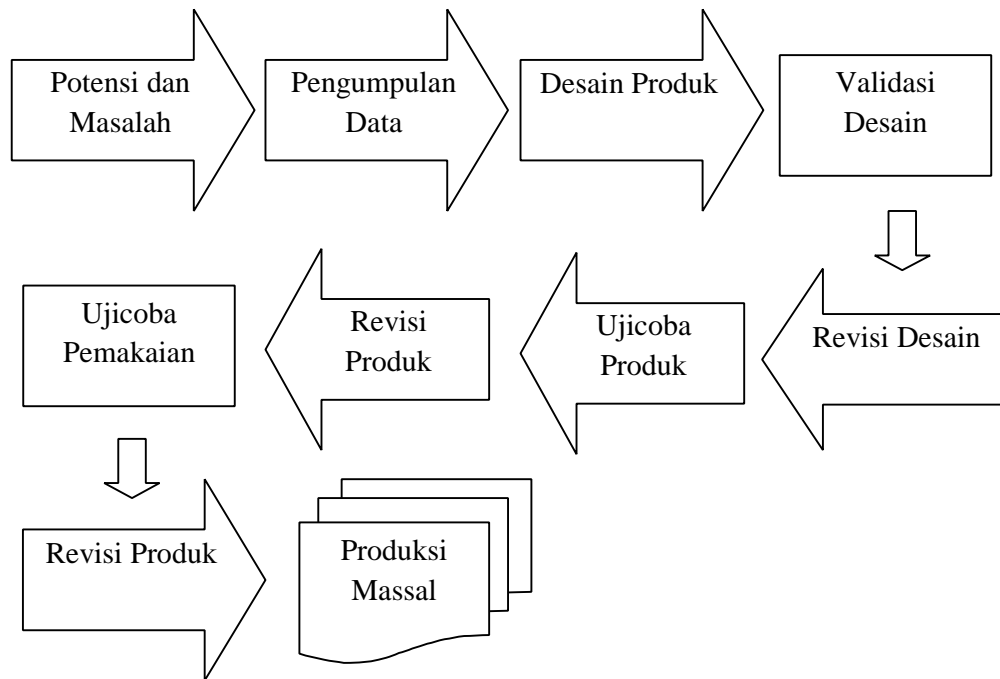 Potensi dan
Masalah
Pengumpulan
Data
Desain Produk
Validasi
Desain
Revisi Desain
Ujicoba
Produk
Revisi
Produk
Ujicoba
Pemakaian
Revisi Produk
Produksi
Massal